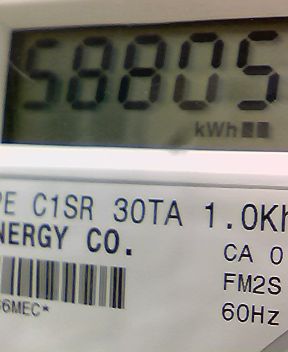 58805
kWh
PE C1SR 30TA 1.0Kh
NERGY CO.
CA 0
FM2S
60Hz
6MEC*